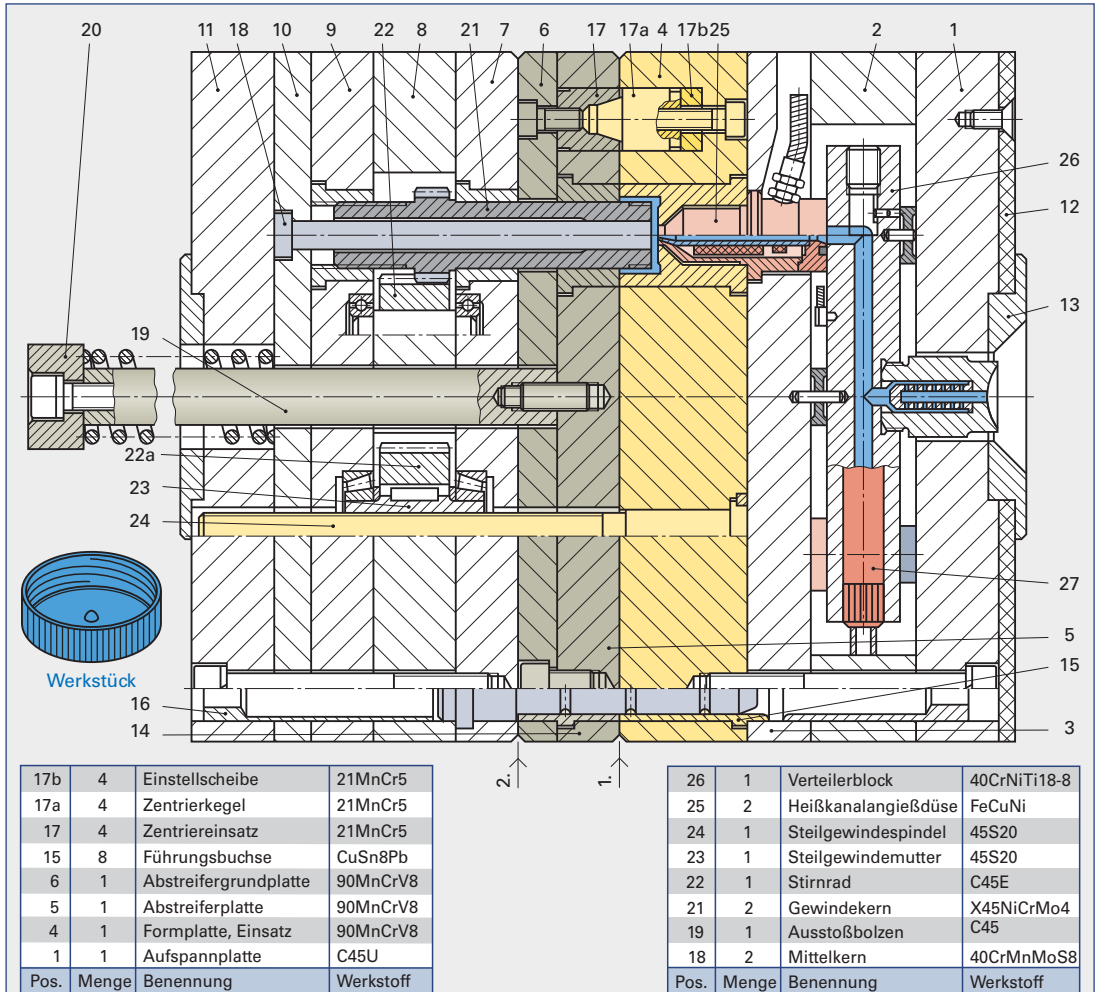 20 11 18 10 9 22 8 7 21 6 17 17a 4 17b 25 2 1
26
12
13
19
22a
23
24
27
5
15
Werkstück
16
14
3
2.
1.
17b 4 Einstellscheibe 21MnCr5
17a 4 Zentrierkegel 21MnCr5
17 4 Zentriereinsatz 21MnCr5
15 8 Führungsbuchse CuSn8Pb
6 1 Abstreifergrundplatte 90MnCrV8
5 1 Abstreiferplatte 90MnCrV8
4 1 Formplatte, Einsatz 90MnCrV8
1 1 Aufspannplatte C45U
Pos. Menge Benennung Werkstoff
26 1 Verteilerblock 40CrNiTi18-8
25 2 Heißkanalangießdüse FeCuNi
24 1 Steilgewindespindel 45S20
23 1 Steilgewindemutter 45S20
22 1 Stirnrad C45E
21 2 Gewindekern X45NiCrMo4
19 1 Ausstoßbolzen C45
18 2 Mittelkern 40CrMnMoS8
Pos. Menge Benennung Werkstoff